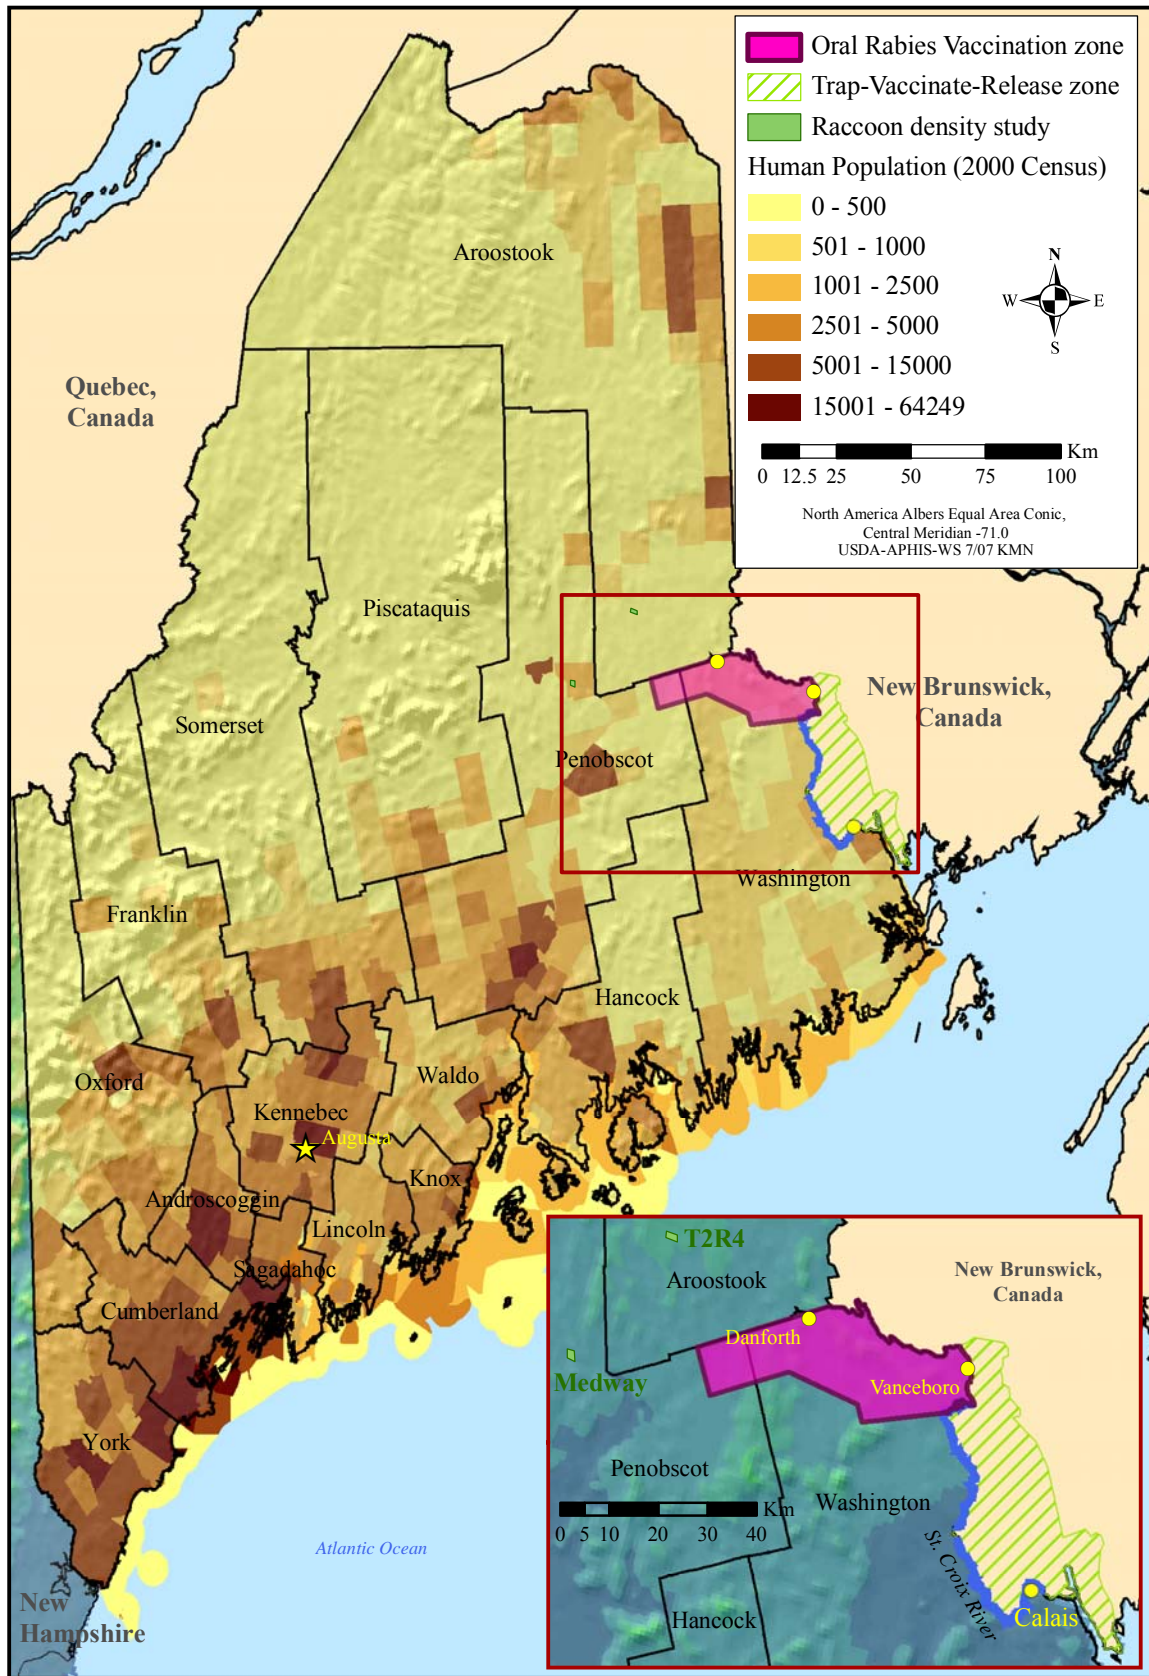 Oral Rabies Vaccination zone
Trap-Vaccinate-Release zone
Raccoon density study
Human Population (2000 Census)
0 - 500
501 - 1000
1001 - 2500
2501 - 5000
5001 - 15000
15001 - 64249
N
W
E
S
Km
0 12.5 25 50 75 100
North America Albers Equal Area Conic,
Central Meridian -71.0
USDA-APHIS-WS 7/07 KMN
Aroostook
Quebec,
Canada
Piscataquis
Somerset
New Brunswick,
Canada
Penobscot
Washington
Franklin
Hancock
Oxford
Waldo
Kennebec
Augusta
Knox
Androscoggin
Lincoln
Sagadahoc
Cumberland
York
Atlantic Ocean
New
Hampshire
T2R4
Aroostook
New Brunswick,
Canada
Danforth
Medway
Vanceboro
Penobscot
Washington
Km
0 5 10 20 30 40
St. Croix River
Hancock
Calais